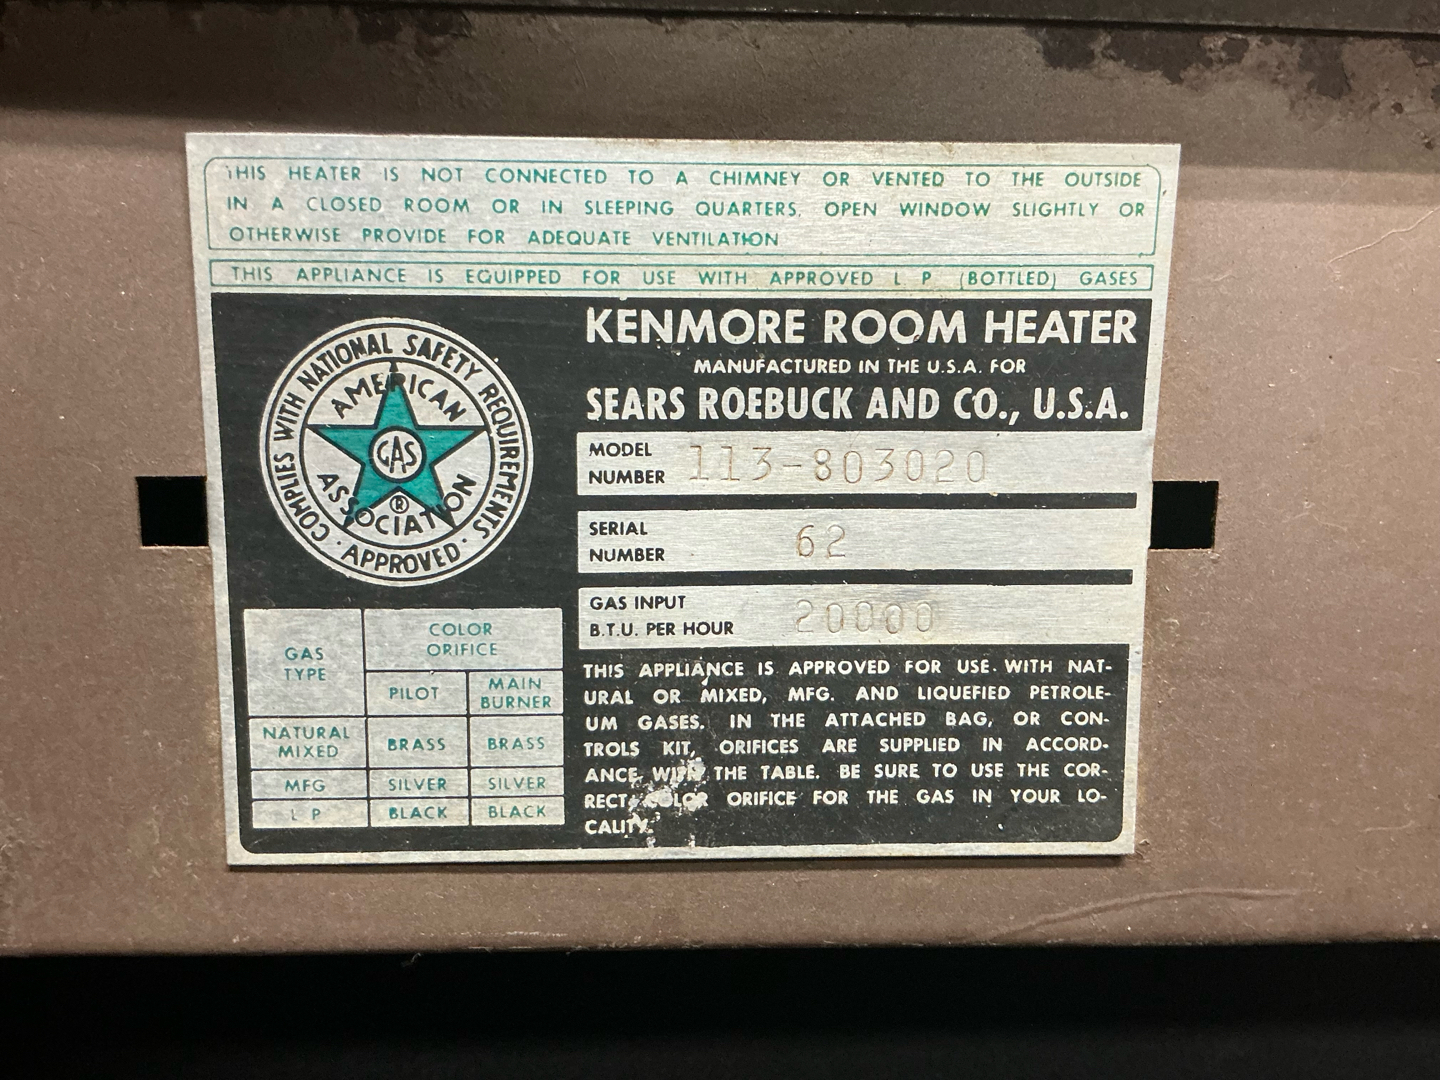 THIS HEATER IS NOT CONNECTED TO A CHIMNEY OR VENTED TO THE OUTSIDE
IN A CLOSED ROOM OR IN SLEEPING QUARTERS, OPEN WINDOW SLIGHTLY OR
OTHERWISE PROVIDE FOR ADEQUATE VENTILATION
THIS APPLIANCE IS EQUIPPED FOR USE WITH APPROVED L P (BOTTLED) GASES
COMPLIES WITH NATIONAL SAFETY REQUIREMENTS
· APPROVED ·
AMERICAN
GAS
®
ASSOCIATION
KENMORE ROOM HEATER
MANUFACTURED IN THE U.S.A. FOR
SEARS ROEBUCK AND CO., U.S.A.
MODEL
NUMBER 113-803020
SERIAL
NUMBER 62
GAS INPUT
B.T.U. PER HOUR 20000
GAS
TYPE
COLOR
ORIFICE
PILOT
MAIN
BURNER
NATURAL
MIXED
BRASS BRASS
MFG SILVER SILVER
L P BLACK BLACK
THIS APPLIANCE IS APPROVED FOR USE WITH NAT-
URAL OR MIXED, MFG. AND LIQUEFIED PETROLE-
UM GASES. IN THE ATTACHED BAG, OR CON-
TROLS KIT, ORIFICES ARE SUPPLIED IN ACCORD-
ANCE WITH THE TABLE. BE SURE TO USE THE COR-
RECT COLOR ORIFICE FOR THE GAS IN YOUR LO-
CALITY.